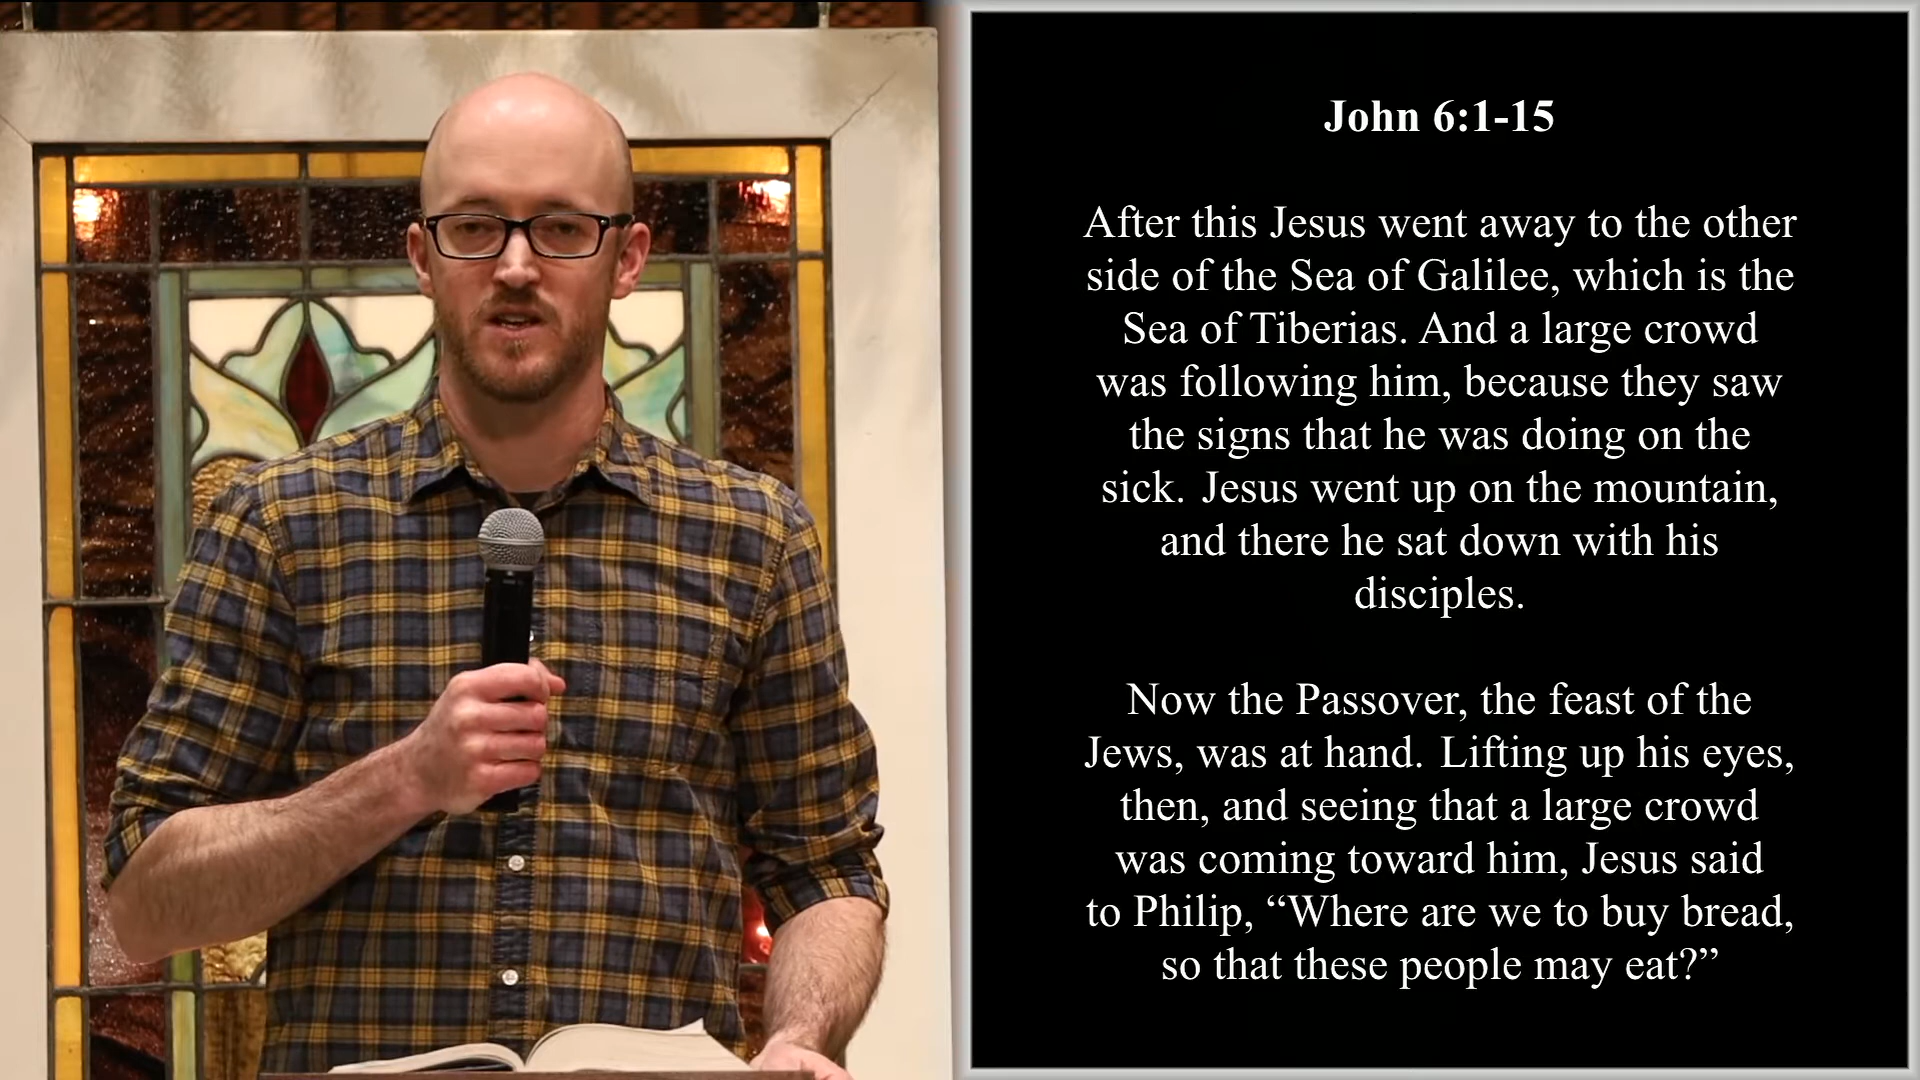 John 6:1-15
After this Jesus went away to the other
side of the Sea of Galilee, which is the
Sea of Tiberias. And a large crowd
was following him, because they saw
the signs that he was doing on the
sick. Jesus went up on the mountain,
and there he sat down with his
disciples.
Now the Passover, the feast of the
Jews, was at hand. Lifting up his eyes,
then, and seeing that a large crowd
was coming toward him, Jesus said
to Philip, “Where are we to buy bread,
so that these people may eat?”